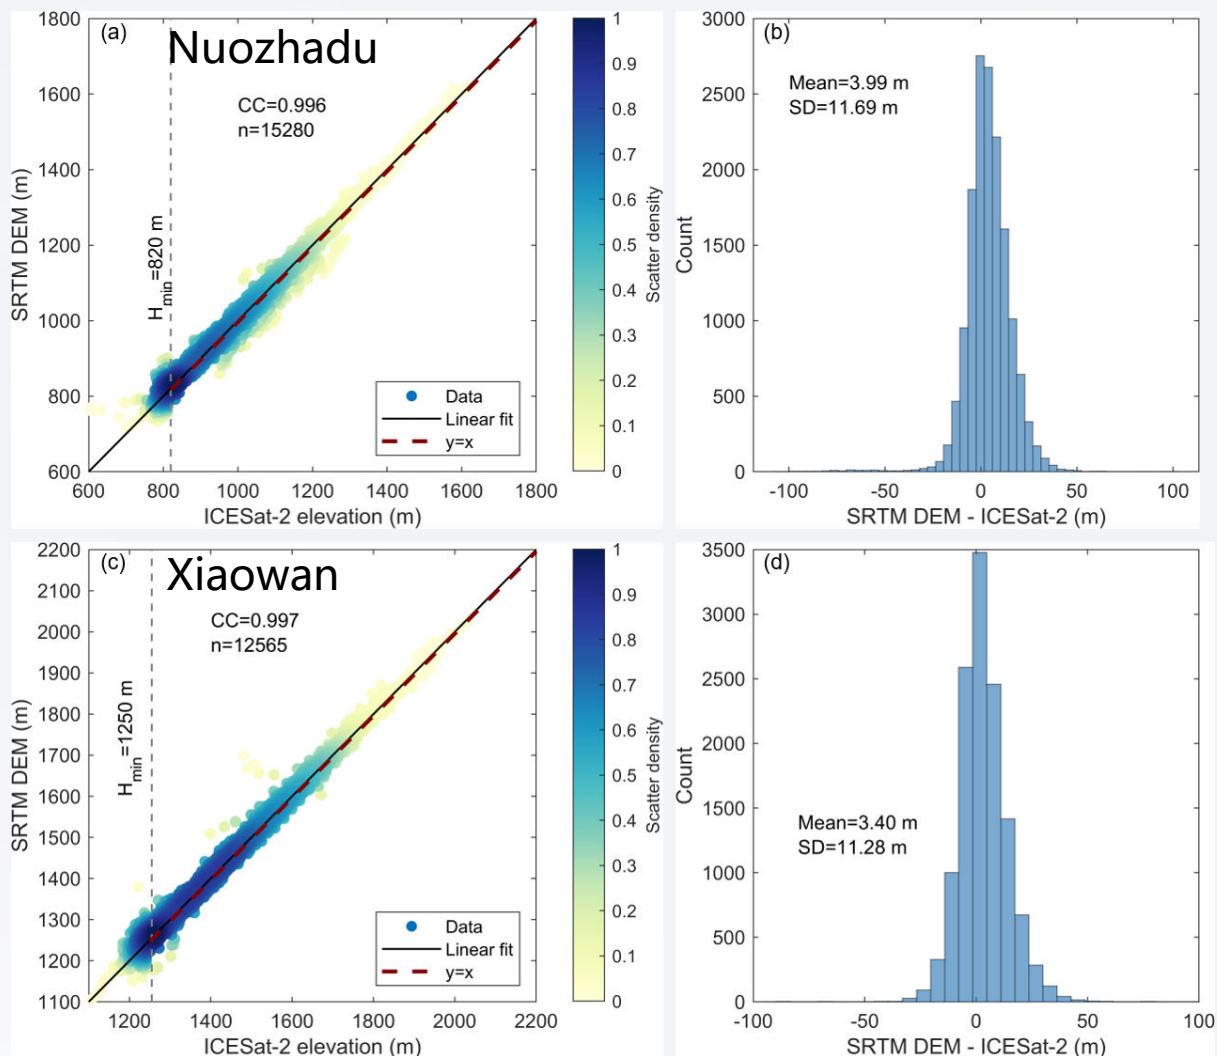 (a)
Nuozhadu
CC=0.996
n=15280
H_min=820 m
SRTM DEM (m)
1800
1600
1400
1200
1000
800
600
600 800 1000 1200 1400 1600 1800
ICESat-2 elevation (m)
Data
Linear fit
y=x
1
0.9
0.8
0.7
0.6
0.5
0.4
0.3
0.2
0.1
0
Scatter density
(b)
Mean=3.99 m
SD=11.69 m
Count
3000
2500
2000
1500
1000
500
0
-100 -50 0 50 100
SRTM DEM - ICESat-2 (m)
(c)
Xiaowan
CC=0.997
n=12565
H_min=1250 m
SRTM DEM (m)
2200
2100
2000
1900
1800
1700
1600
1500
1400
1300
1200
1100
1200 1400 1600 1800 2000 2200
ICESat-2 elevation (m)
Data
Linear fit
y=x
1
0.9
0.8
0.7
0.6
0.5
0.4
0.3
0.2
0.1
0
Scatter density
(d)
Mean=3.40 m
SD=11.28 m
Count
3500
3000
2500
2000
1500
1000
500
0
-100 -50 0 50 100
SRTM DEM - ICESat-2 (m)